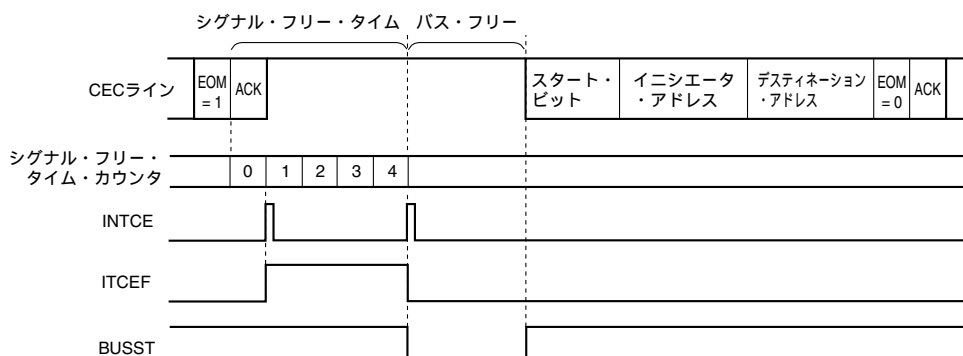 シグナル・フリー・タイム バス・フリー
CECライン
EOM
= 1
ACK
スタート・
ビット
イニシエータ
・アドレス
デスティネーション
・アドレス
EOM
= 0
ACK
シグナル・フリー・
タイム・カウンタ
0 1 2 3 4
INTCE
ITCEF
BUSST